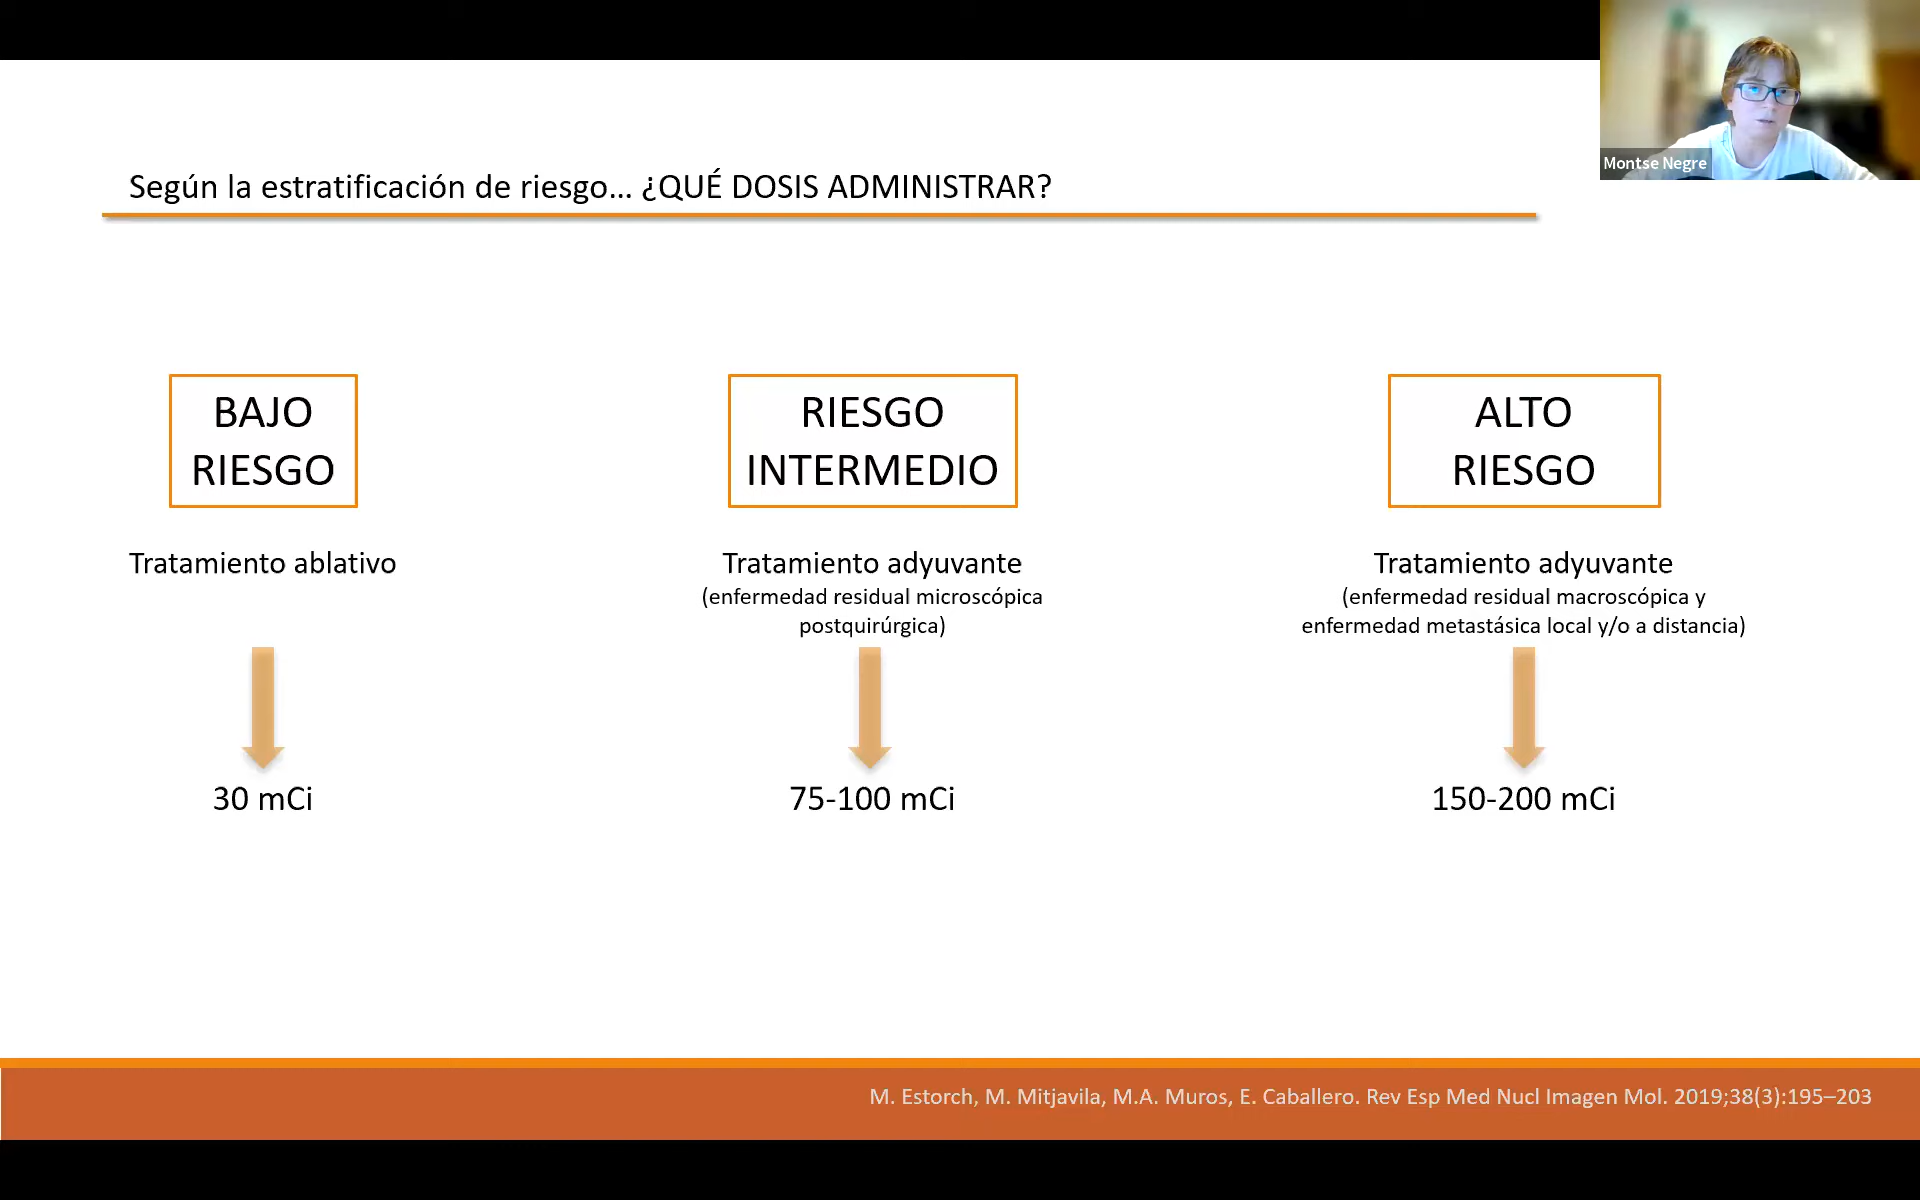 Montse Negre
Según la estratificación de riesgo... ¿QUÉ DOSIS ADMINISTRAR?
BAJO
RIESGO
Tratamiento ablativo
30 mCi
RIESGO
INTERMEDIO
Tratamiento adyuvante
(enfermedad residual microscópica
postquirúrgica)
75-100 mCi
ALTO
RIESGO
Tratamiento adyuvante
(enfermedad residual macroscópica y
enfermedad metastásica local y/o a distancia)
150-200 mCi
M. Estorch, M. Mitjavila, M.A. Muros, E. Caballero. Rev Esp Med Nucl Imagen Mol. 2019;38(3):195–203